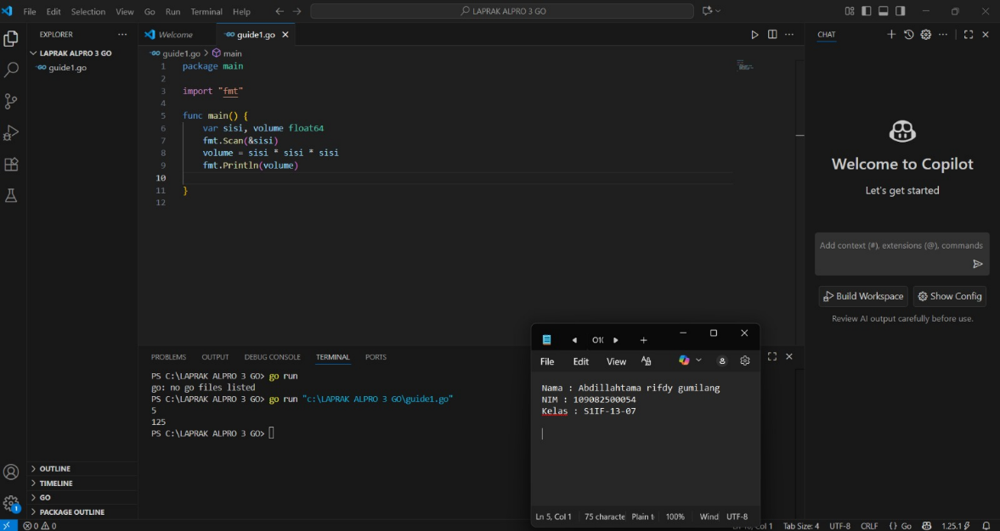 File Edit Selection View Go Run Terminal Help
LAPRAK ALPRO 3 GO
EXPLORER
LAPRAK ALPRO 3 GO
guide1.go
Welcome
guide1.go
guide1.go > main
1 package main
2
3 import "fmt"
4
5 func main() {
6 var sisi, volume float64
7 fmt.Scan(&sisi)
8 volume = sisi * sisi * sisi
9 fmt.Println(volume)
10
11 }
12
CHAT
Welcome to Copilot
Let's get started
Add context (#), extensions (@), commands
Build Workspace Show Config
Review AI output carefully before use.
PROBLEMS OUTPUT DEBUG CONSOLE TERMINAL PORTS
PS C:\LAPRAK ALPRO 3 GO> go run
go: no go files listed
PS C:\LAPRAK ALPRO 3 GO> go run "c:\LAPRAK ALPRO 3 GO\guide1.go"
5
125
PS C:\LAPRAK ALPRO 3 GO>
File Edit View
Nama : Abdillahtama rifdy gumilang
NIM : 109082500054
Kelas : S1IF-13-07
Ln 5, Col 1 75 characte Plain t 100% Wind UTF-8
OUTLINE
TIMELINE
GO
PACKAGE OUTLINE
1
0 0
Col 1 Tab Size: 4 UTF-8 CRLF {} Go 1.25.1